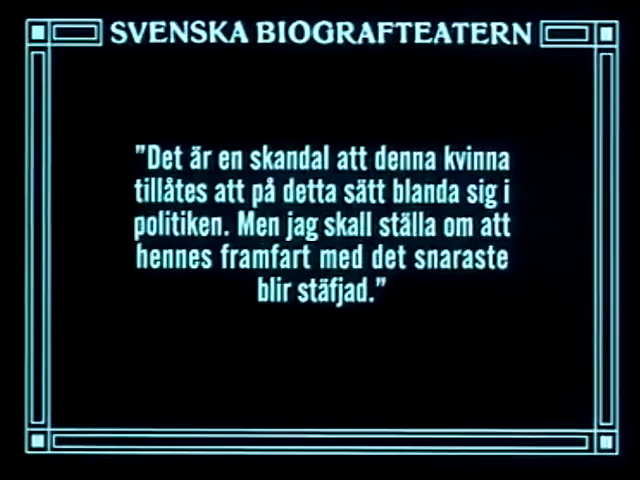 SVENSKA BIOGRAFTEATERN
"Det är en skandal att denna kvinna
tillåtes att på detta sätt blanda sig i
politiken. Men jag skall ställa om att
hennes framfart med det snaraste
blir stäfjad."